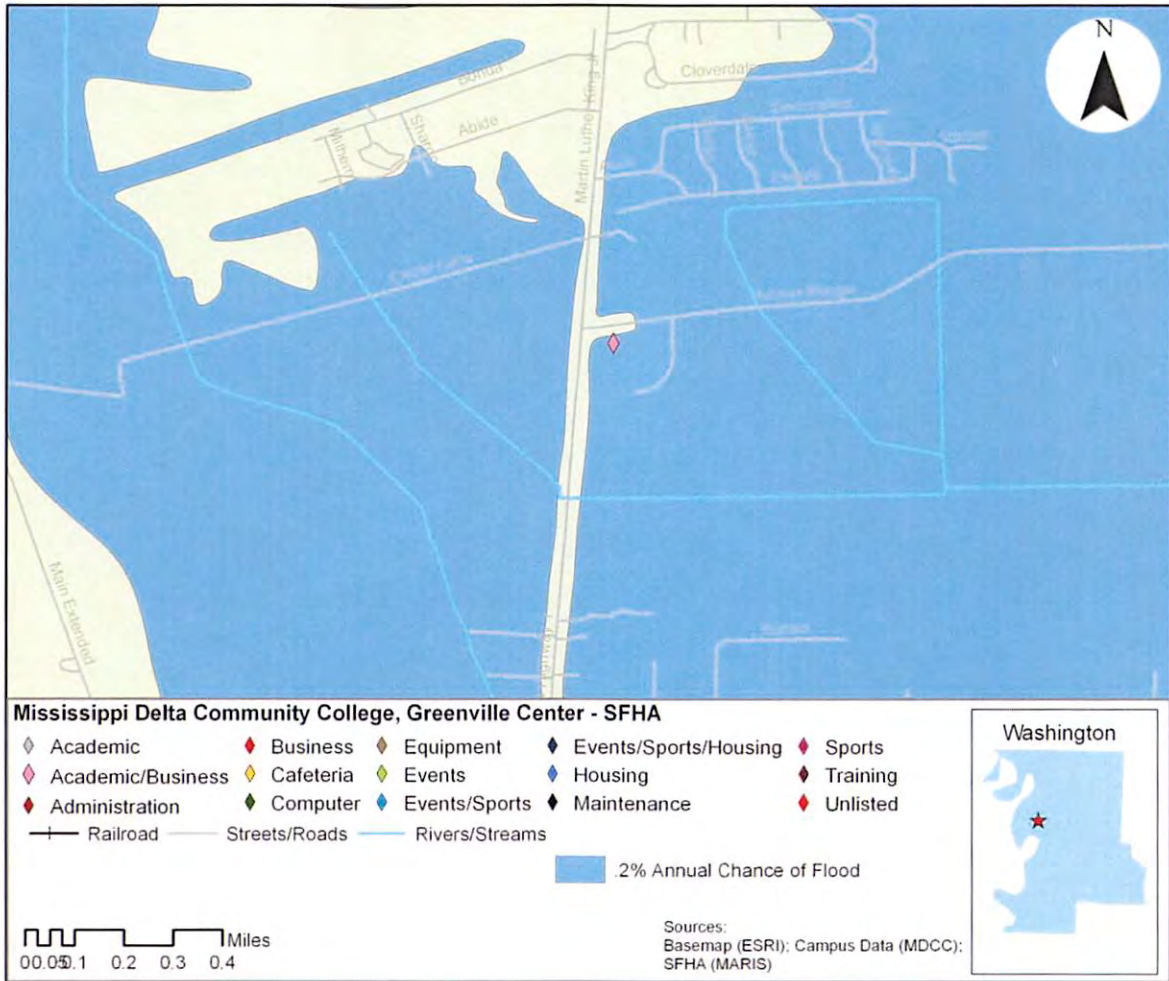 N
Bonita
Cloverdale
Abide
Martin Luther King Jr
Main Extended
Mississippi Delta Community College, Greenville Center - SFHA
Academic
Business
Equipment
Events/Sports/Housing
Sports
Academic/Business
Cafeteria
Events
Housing
Training
Administration
Computer
Events/Sports
Maintenance
Unlisted
Railroad
Streets/Roads
Rivers/Streams
.2% Annual Chance of Flood
Miles
0 0.05 0.1 0.2 0.3 0.4
Sources:
Basemap (ESRI); Campus Data (MDCC);
SFHA (MARIS)
Washington